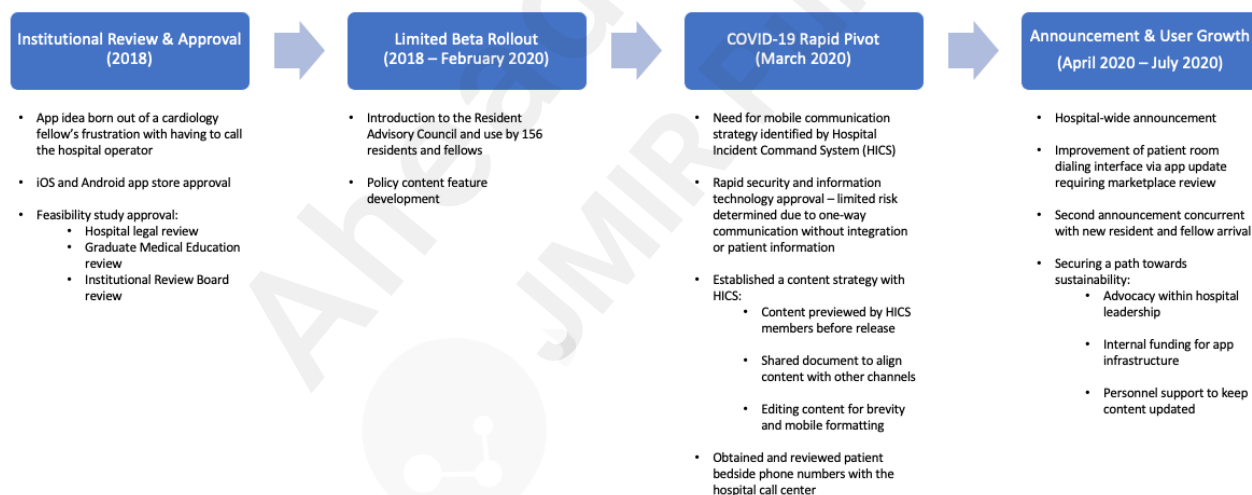 Institutional Review & Approval
(2018)
• App idea born out of a cardiology
fellow's frustration with having to call
the hospital operator
• iOS and Android app store approval
• Feasibility study approval:
• Hospital legal review
• Graduate Medical Education
review
• Institutional Review Board
review
Limited Beta Rollout
(2018 – February 2020)
• Introduction to the Resident
Advisory Council and use by 156
residents and fellows
• Policy content feature
development
COVID-19 Rapid Pivot
(March 2020)
• Need for mobile communication
strategy identified by Hospital
Incident Command System (HICS)
• Rapid security and information
technology approval – limited risk
determined due to one-way
communication without integration
or patient information
• Established a content strategy with
HICS:
• Content previewed by HICS
members before release
• Shared document to align
content with other channels
• Editing content for brevity
and mobile formatting
• Obtained and reviewed patient
bedside phone numbers with the
hospital call center
Announcement & User Growth
(April 2020 – July 2020)
• Hospital-wide announcement
• Improvement of patient room
dialing interface via app update
requiring marketplace review
• Second announcement concurrent
with new resident and fellow arrival
• Securing a path towards
sustainability:
• Advocacy within hospital
leadership
• Internal funding for app
infrastructure
• Personnel support to keep
content updated
JMIR